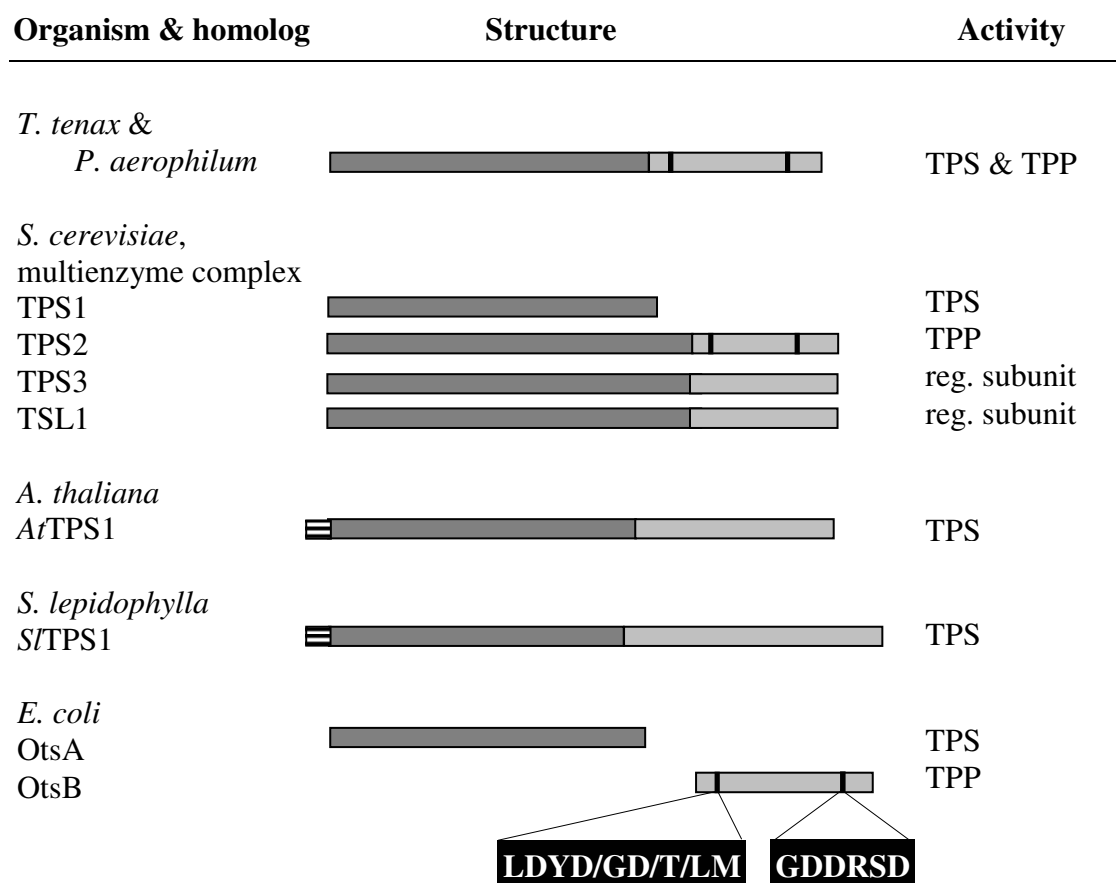 Organism & homolog Structure Activity
T. tenax &
P. aerophilum TPS & TPP
S. cerevisiae,
multienzyme complex
TPS1 TPS
TPS2 TPP
TPS3 reg. subunit
TSL1 reg. subunit
A. thaliana
AtTPS1 TPS
S. lepidophylla
SlTPS1 TPS
E. coli
OtsA TPS
OtsB TPP
LDYD/GD/T/LM GDDRSD